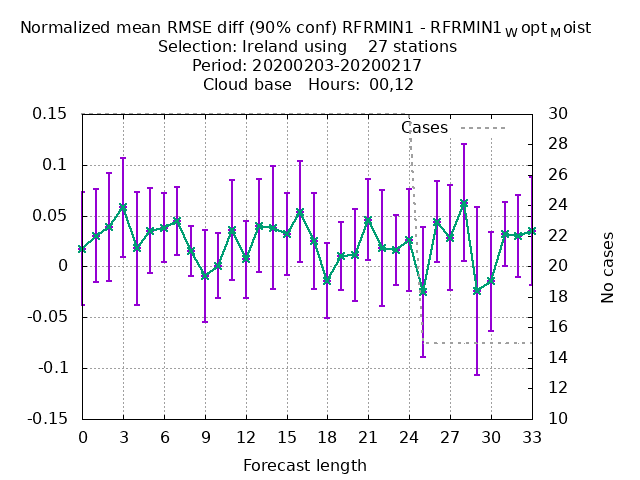 Normalized mean RMSE diff (90% conf) RFRMIN1 - RFRMIN1WoptMoist
Selection: Ireland using    27 stations
Period: 20200203-20200217
Cloud base   Hours: 00,12
0.15
0.1
0.05
0
-0.05
-0.1
-0.15
Cases
30
28
26
24
22
20
18
16
14
12
10
No cases
0 3 6 9 12 15 18 21 24 27 30 33
Forecast length